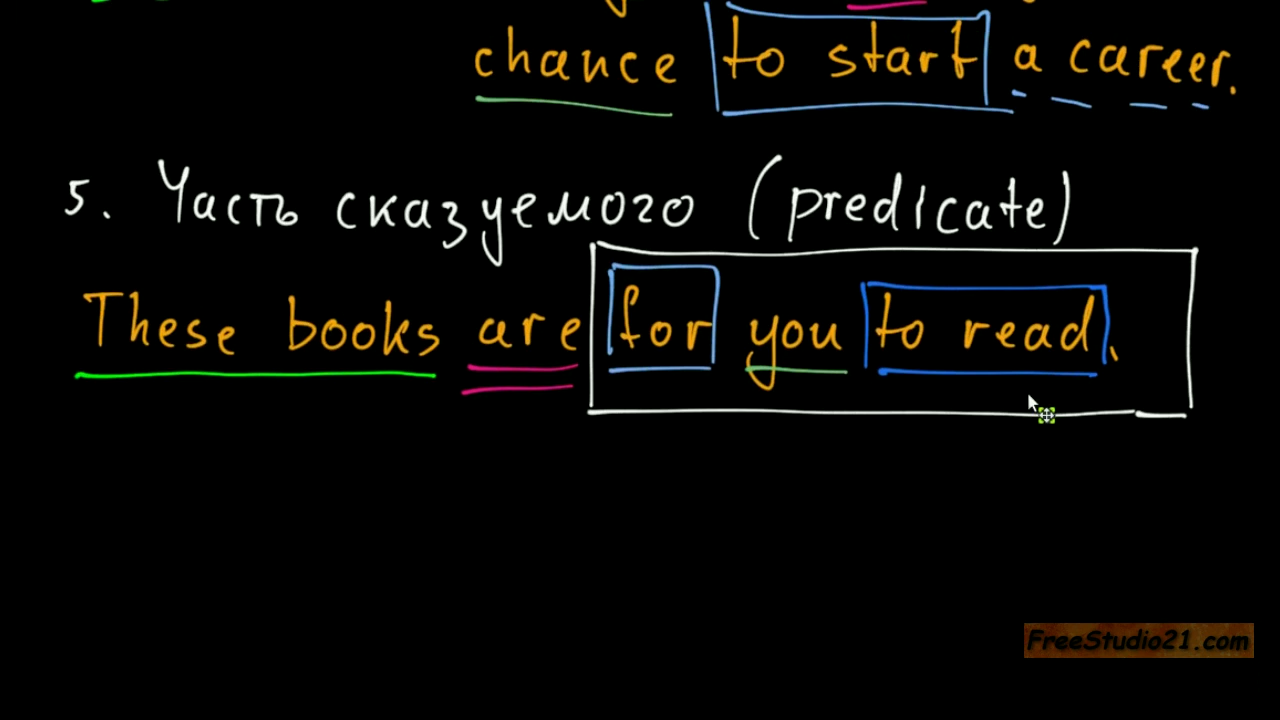 chance to start a career.
5. Часть сказуемого (predicate)
These books are for you to read.
FreeStudio21.com